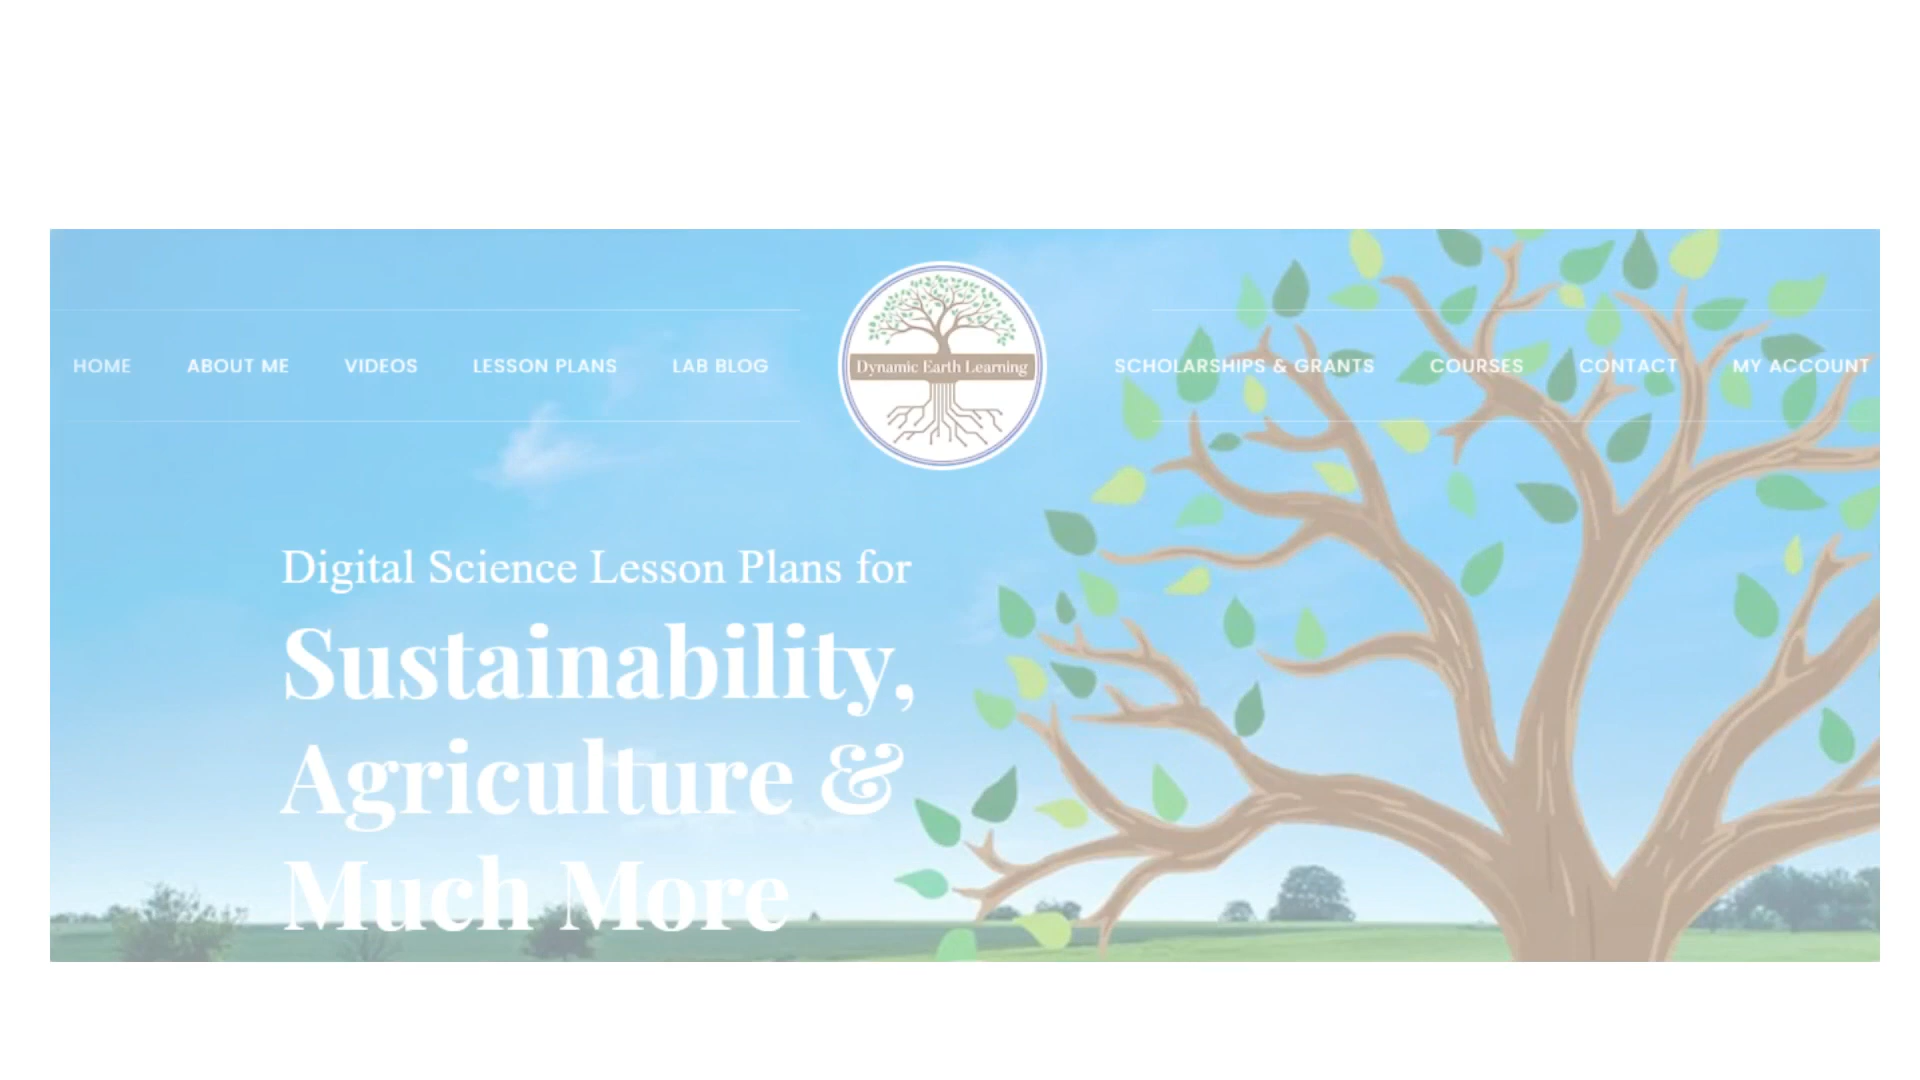 HOME ABOUT ME VIDEOS LESSON PLANS LAB BLOG Dynamic Earth Learning SCHOLARSHIPS & GRANTS COURSES CONTACT MY ACCOUNT
Digital Science Lesson Plans for
Sustainability,
Agriculture &
Much More